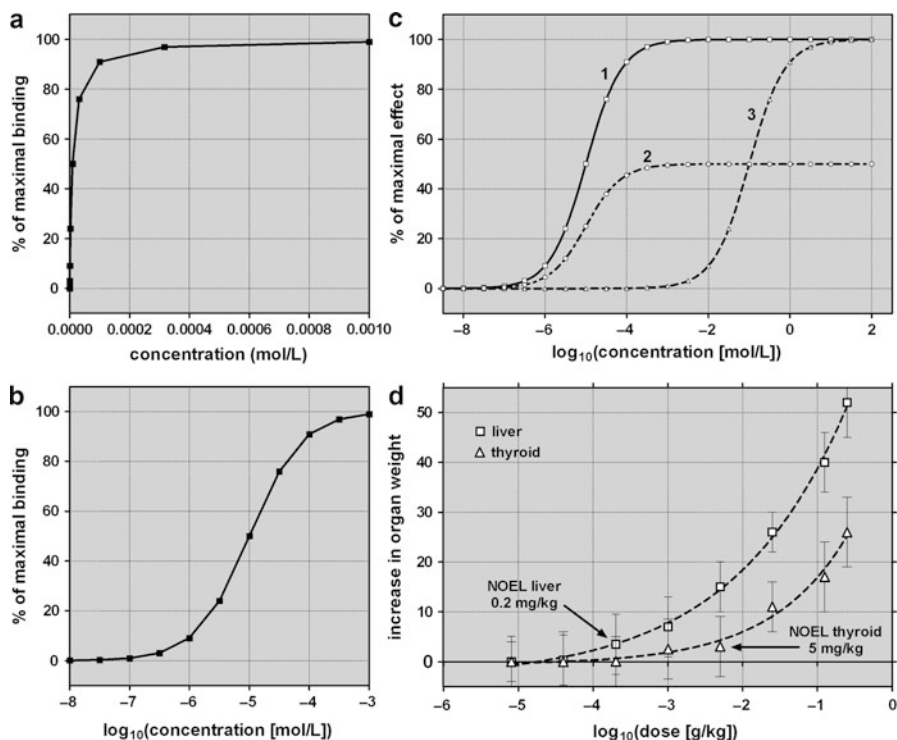 a
% of maximal binding
100
80
60
40
20
0
0.0000 0.0002 0.0004 0.0006 0.0008 0.0010
concentration (mol/L)
c
% of maximal effect
100
80
60
40
20
0
1
2
3
–8 –6 –4 –2 0 2
log10(concentration [mol/L])
b
% of maximal binding
100
80
60
40
20
0
–8 –7 –6 –5 –4 –3
log10(concentration [mol/L])
d
increase in organ weight
50
40
30
20
10
0
liver
thyroid
NOEL liver
0.2 mg/kg
NOEL thyroid
5 mg/kg
–6 –5 –4 –3 –2 –1 0
log10(dose [g/kg])